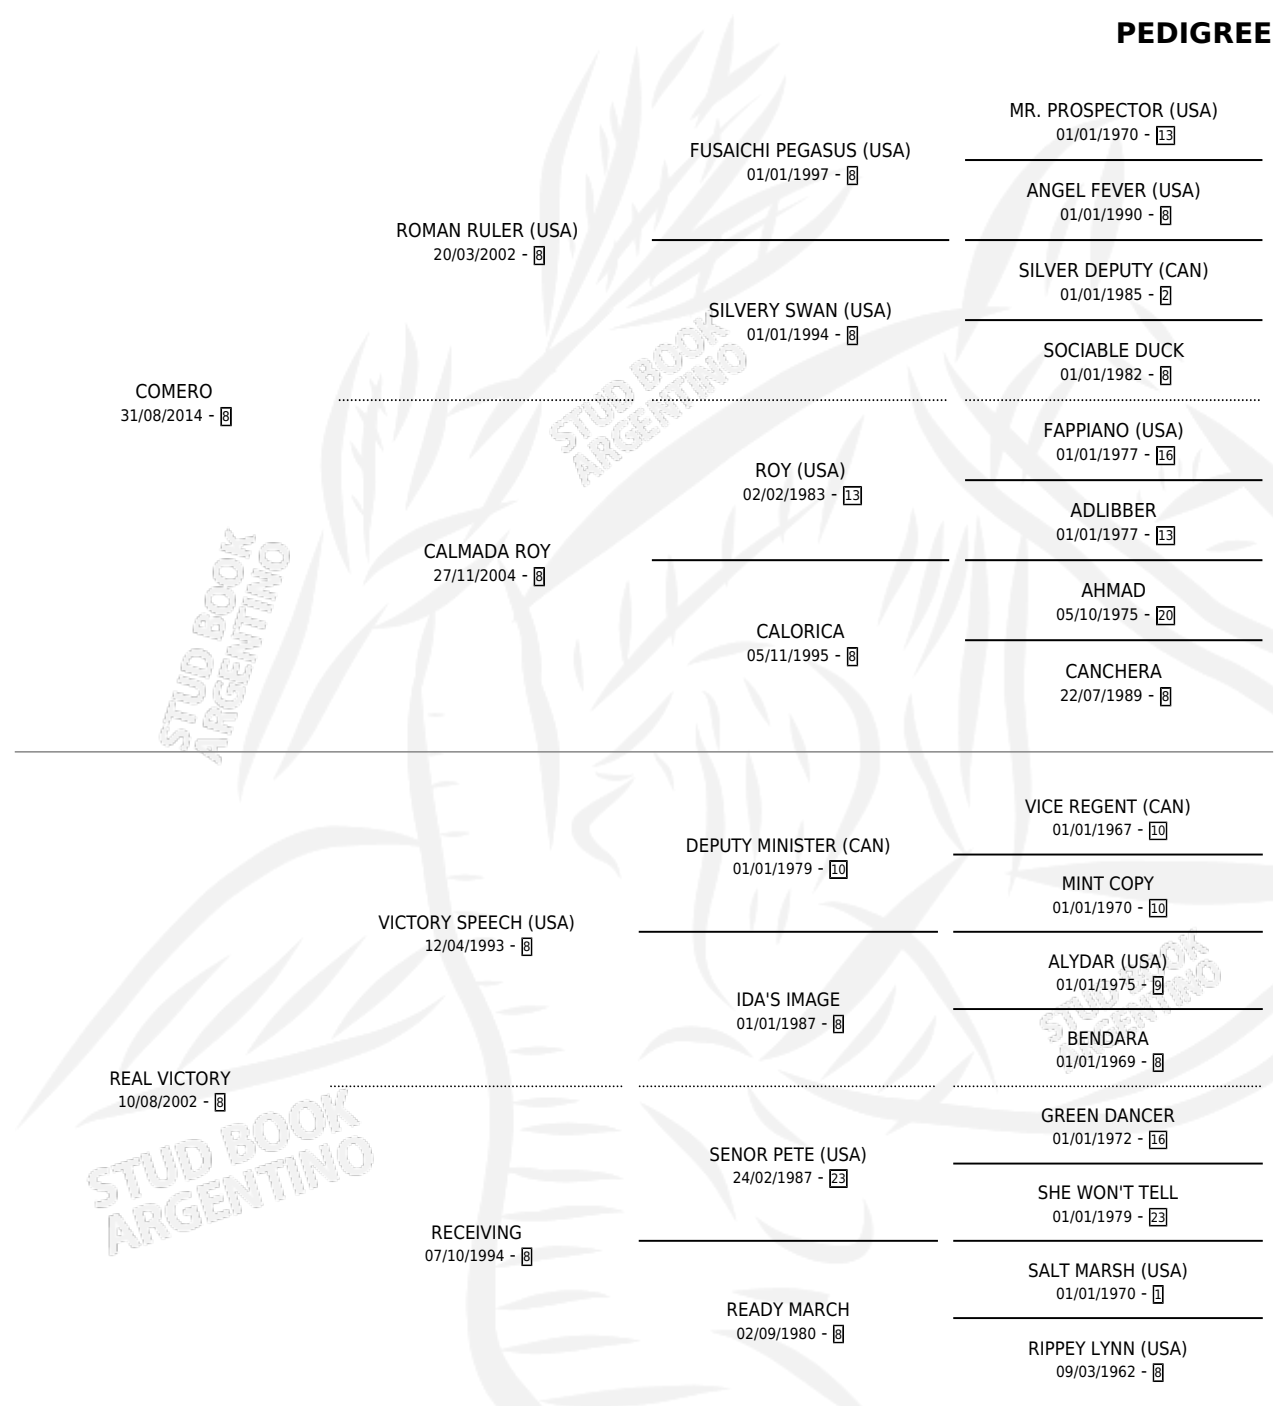 PEDIGREE
MR. PROSPECTOR (USA)
01/01/1970 - 13
FUSAICHI PEGASUS (USA)
01/01/1997 - 8
ANGEL FEVER (USA)
01/01/1990 - 8
ROMAN RULER (USA)
20/03/2002 - 8
SILVER DEPUTY (CAN)
01/01/1985 - 2
SILVERY SWAN (USA)
01/01/1994 - 8
SOCIABLE DUCK
01/01/1982 - 8
COMERO
31/08/2014 - 8
STUD BOOK
ARGENTINO
FAPPIANO (USA)
01/01/1977 - 16
ROY (USA)
02/02/1983 - 13
ADLIBBER
01/01/1977 - 13
CALMADA ROY
27/11/2004 - 8
AHMAD
05/10/1975 - 20
CALORICA
05/11/1995 - 8
CANCHERA
22/07/1989 - 8
STUD BOOK
ARGENTINO
VICE REGENT (CAN)
01/01/1967 - 10
DEPUTY MINISTER (CAN)
01/01/1979 - 10
MINT COPY
01/01/1970 - 10
VICTORY SPEECH (USA)
12/04/1993 - 8
ALYDAR (USA)
01/01/1975 - 9
IDA'S IMAGE
01/01/1987 - 8
STUD BOOK
ARGENTINO
BENDARA
01/01/1969 - 8
REAL VICTORY
10/08/2002 - 8
STUD BOOK
ARGENTINO
GREEN DANCER
01/01/1972 - 16
SENOR PETE (USA)
24/02/1987 - 23
SHE WON'T TELL
01/01/1979 - 23
RECEIVING
07/10/1994 - 8
SALT MARSH (USA)
01/01/1970 - 1
READY MARCH
02/09/1980 - 8
RIPPEY LYNN (USA)
09/03/1962 - 8